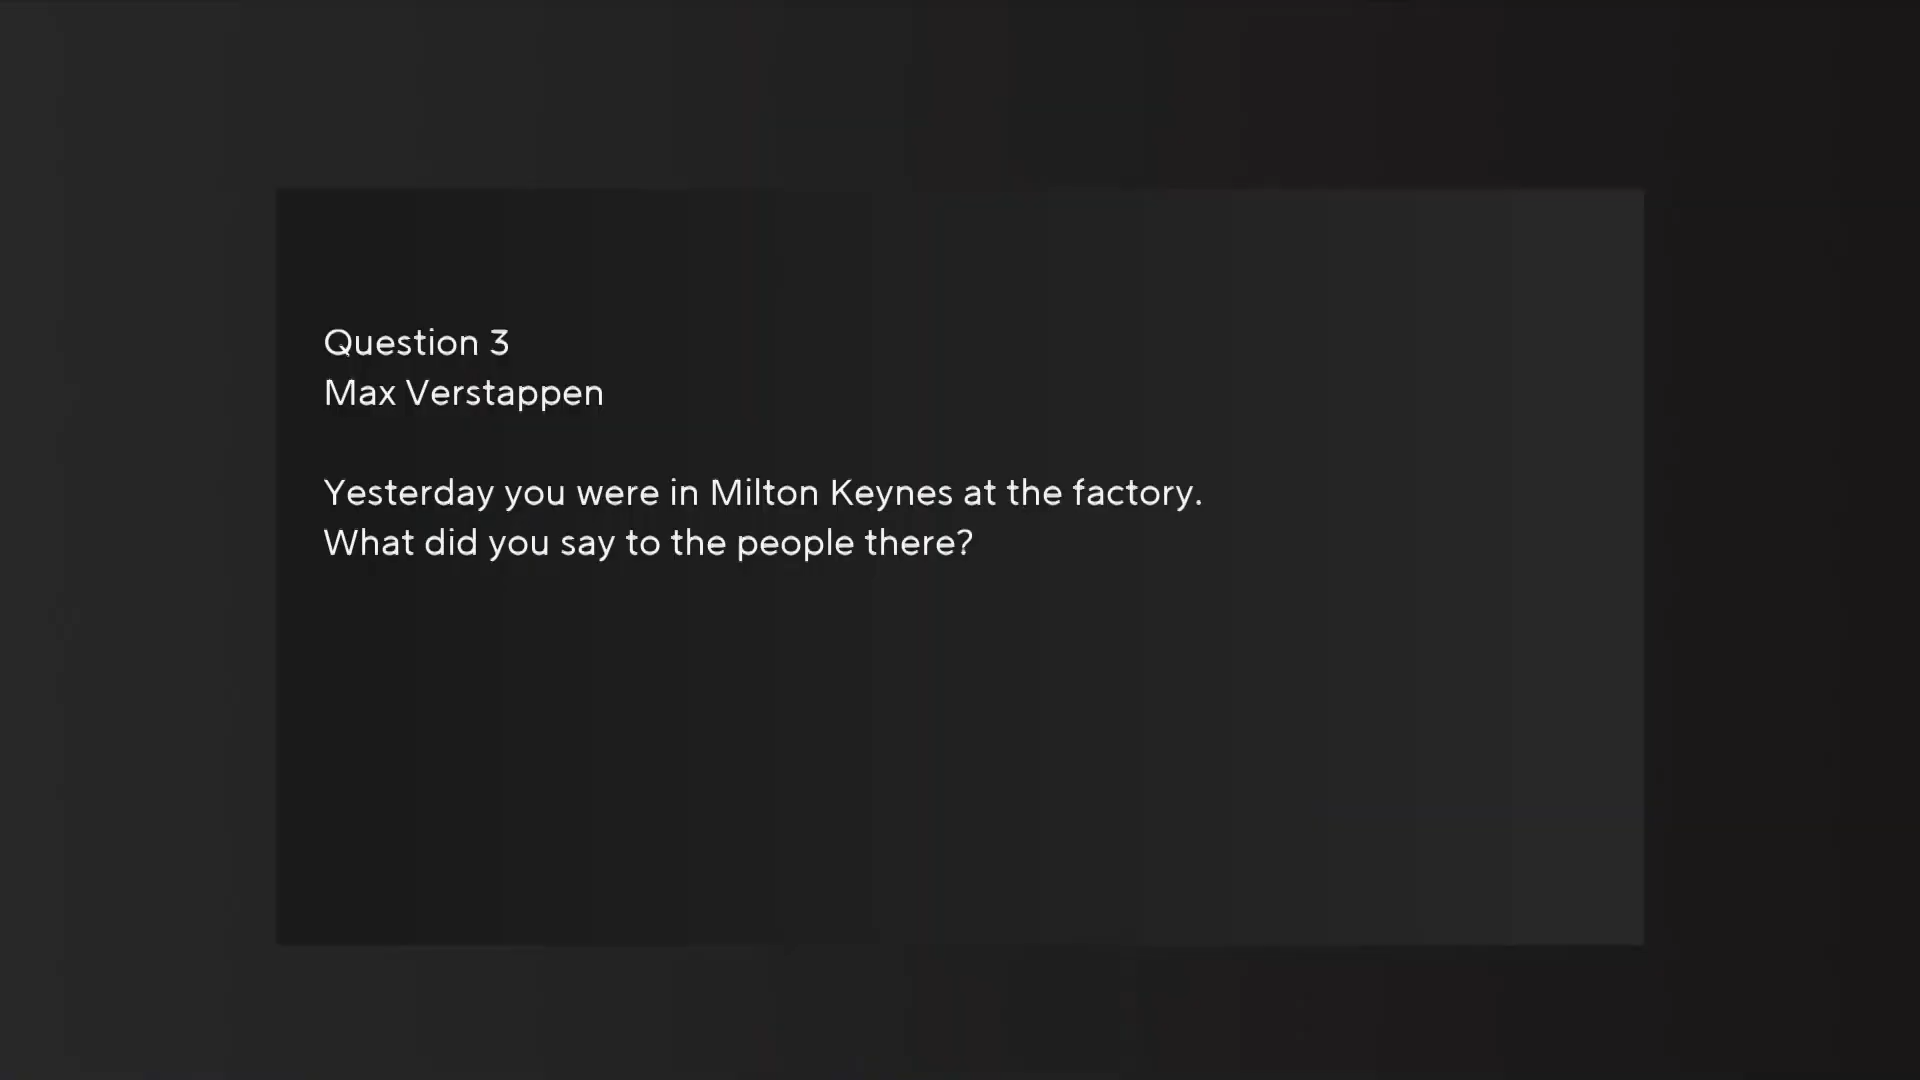 Question 3
Max Verstappen
Yesterday you were in Milton Keynes at the factory.
What did you say to the people there?